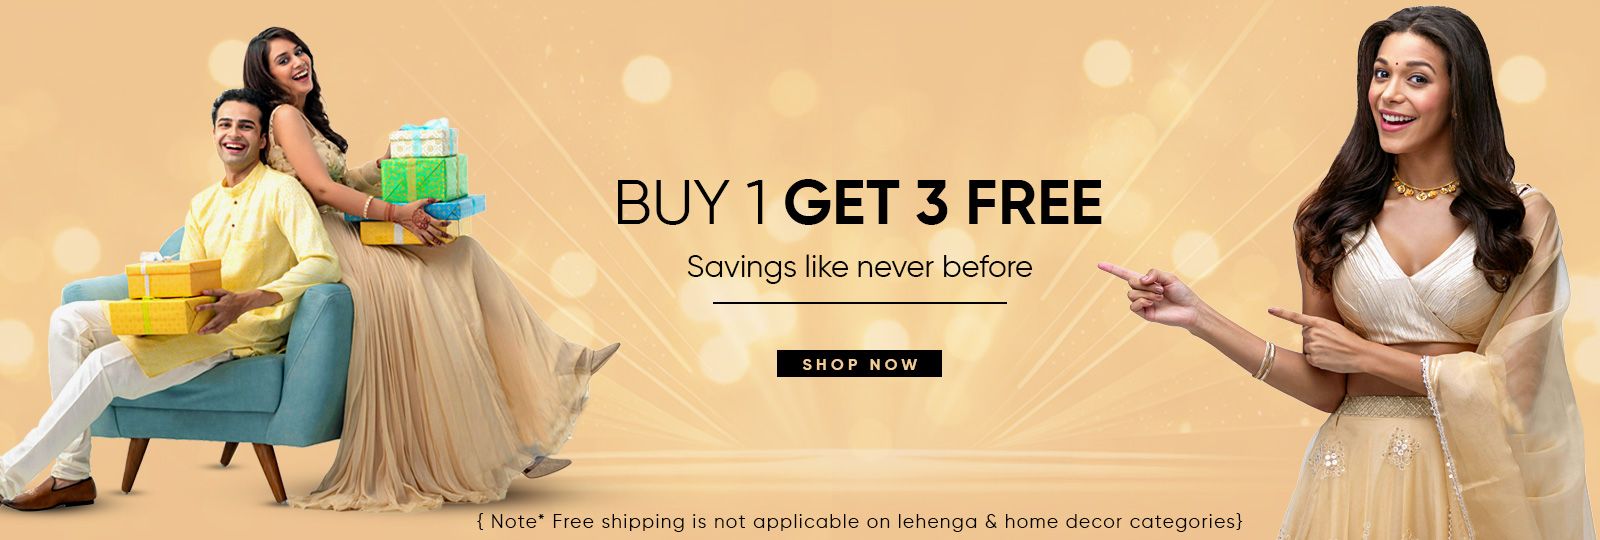 BUY 1 GET 3 FREE
Savings like never before
SHOP NOW
{ Note* Free shipping is not applicable on lehenga & home decor categories}